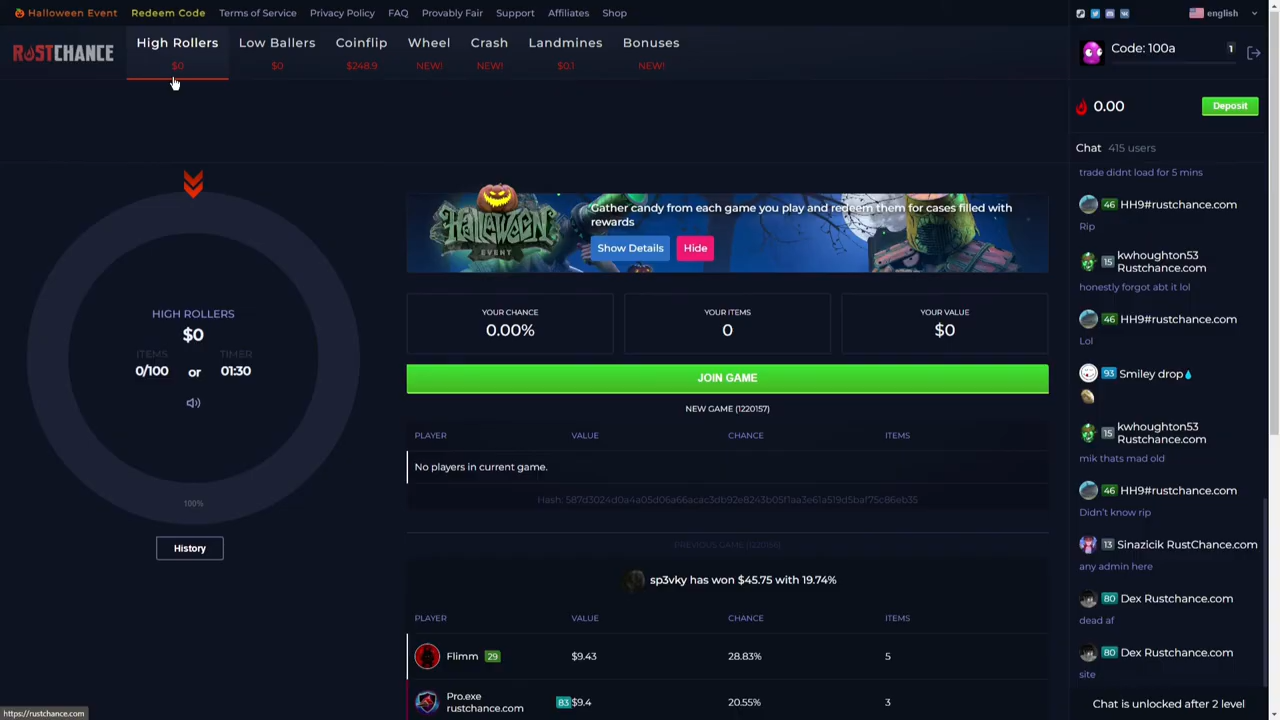 Halloween Event Redeem Code Terms of Service Privacy Policy FAQ Provably Fair Support Affiliates Shop english
RUSTCHANCE High Rollers Low Ballers Coinflip Wheel Crash Landmines Bonuses
$0 $0 $248.9 NEW! NEW! $0.1 NEW!
Code: 100a 1
0.00 Deposit
Chat 415 users
trade didnt load for 5 mins
46 HH9#rustchance.com
Rip
15 kwhoughton53
Rustchance.com
honestly forgot abt it lol
46 HH9#rustchance.com
Lol
93 Smiley drop
15 kwhoughton53
Rustchance.com
mik thats mad old
46 HH9#rustchance.com
Didn't know rip
13 Sinazicik RustChance.com
any admin here
80 Dex Rustchance.com
dead af
80 Dex Rustchance.com
site
Chat is unlocked after 2 level
HIGH ROLLERS
$0
ITEMS TIMER
0/100 or 01:30
100%
History
Halloween
EVENT
Gather candy from each game you play and redeem them for cases filled with
rewards
Show Details Hide
YOUR CHANCE YOUR ITEMS YOUR VALUE
0.00% 0 $0
JOIN GAME
NEW GAME (1220157)
PLAYER VALUE CHANCE ITEMS
No players in current game.
Hash: 587d3024d0a4a05d06a66acac3db92e8243b05f1aa3e61a519d5baf75c86eb35
PREVIOUS GAME (1220156)
sp3vky has won $45.75 with 19.74%
PLAYER VALUE CHANCE ITEMS
Flimm 29 $9.43 28.83% 5
Pro.exe
rustchance.com 83 $9.4 20.55% 3
https://rustchance.com